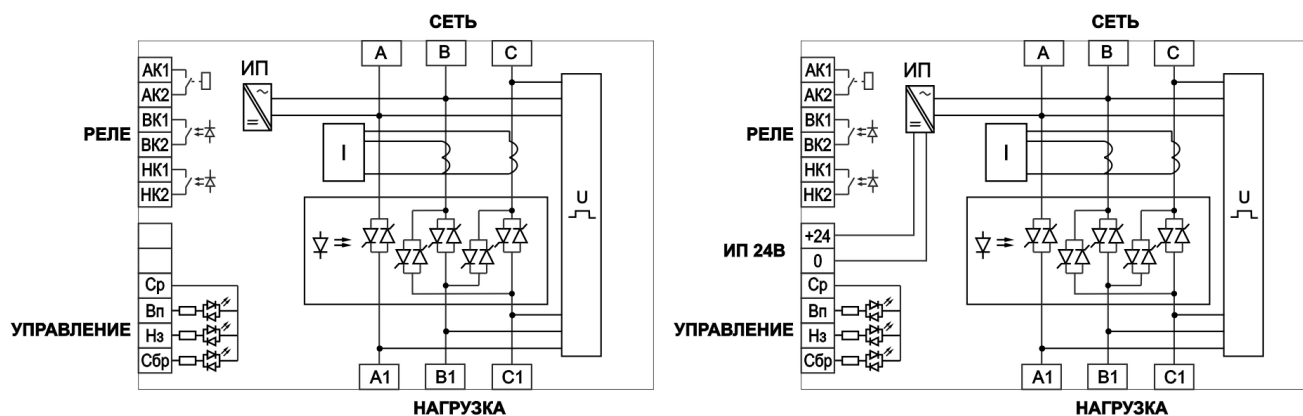 СЕТЬ
A B C
АК1
АК2
ВК1
ВК2
НК1
НК2
РЕЛЕ
ИП
I
U
Ср
Вп
Нз
Сбр
УПРАВЛЕНИЕ
A1 B1 C1
НАГРУЗКА
СЕТЬ
A B C
АК1
АК2
ВК1
ВК2
НК1
НК2
РЕЛЕ
ИП
I
U
ИП 24В
+24
0
Ср
Вп
Нз
Сбр
УПРАВЛЕНИЕ
A1 B1 C1
НАГРУЗКА